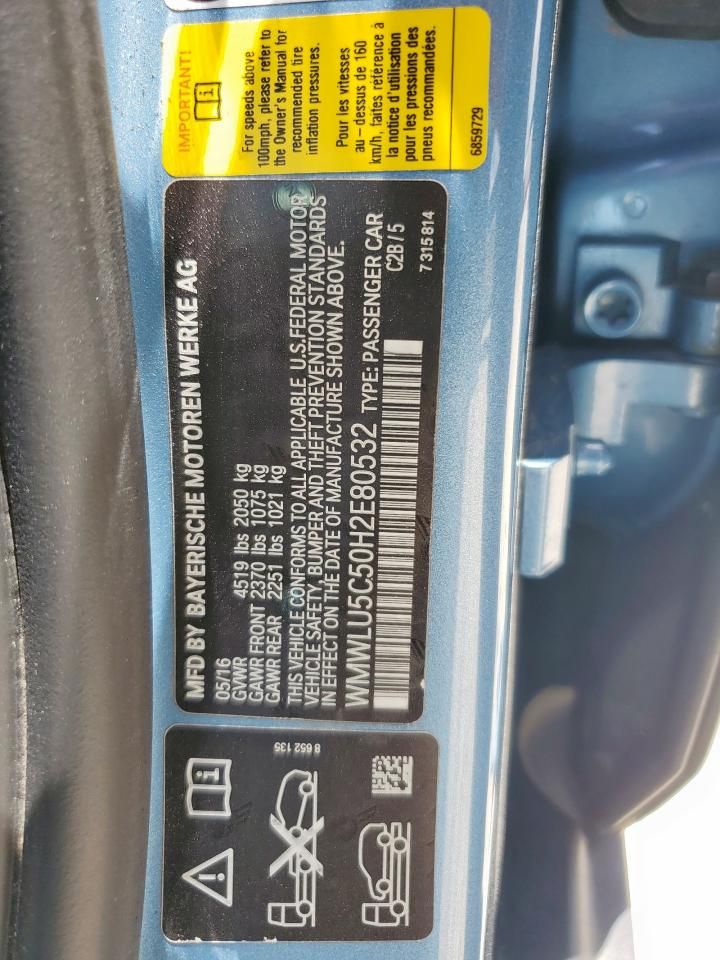 MFD BY BAYERISCHE MOTOREN WERKE AG
05/16
GVWR 4519 lbs 2050 kg
GAWR FRONT 2370 lbs 1075 kg
GAWR REAR 2251 lbs 1021 kg
THIS VEHICLE CONFORMS TO ALL APPLICABLE U.S.FEDERAL MOTOR
VEHICLE SAFETY, BUMPER AND THEFT PREVENTION STANDARDS
IN EFFECT ON THE DATE OF MANUFACTURE SHOWN ABOVE.
WMWLU5C50H2E80532 TYPE: PASSENGER CAR
C2B/5
7 315 814
IMPORTANT!
For speeds above
100mph, please refer to
the Owner's Manual for
recommended tire
inflation pressures.
Pour les vitesses
au-dessus de 160
km/h, faites référence à
la notice d'utilisation
pour les pressions des
pneus recommandées.
6859729
8 652 135